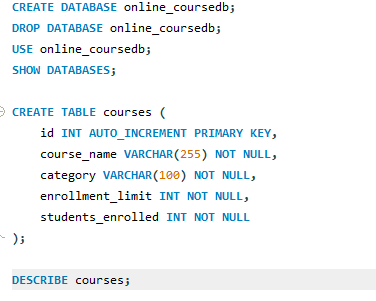 CREATE DATABASE online_coursedb;
DROP DATABASE online_coursedb;
USE online_coursedb;
SHOW DATABASES;
CREATE TABLE courses (
id INT AUTO_INCREMENT PRIMARY KEY,
course_name VARCHAR(255) NOT NULL,
category VARCHAR(100) NOT NULL,
enrollment_limit INT NOT NULL,
students_enrolled INT NOT NULL
);
DESCRIBE courses;